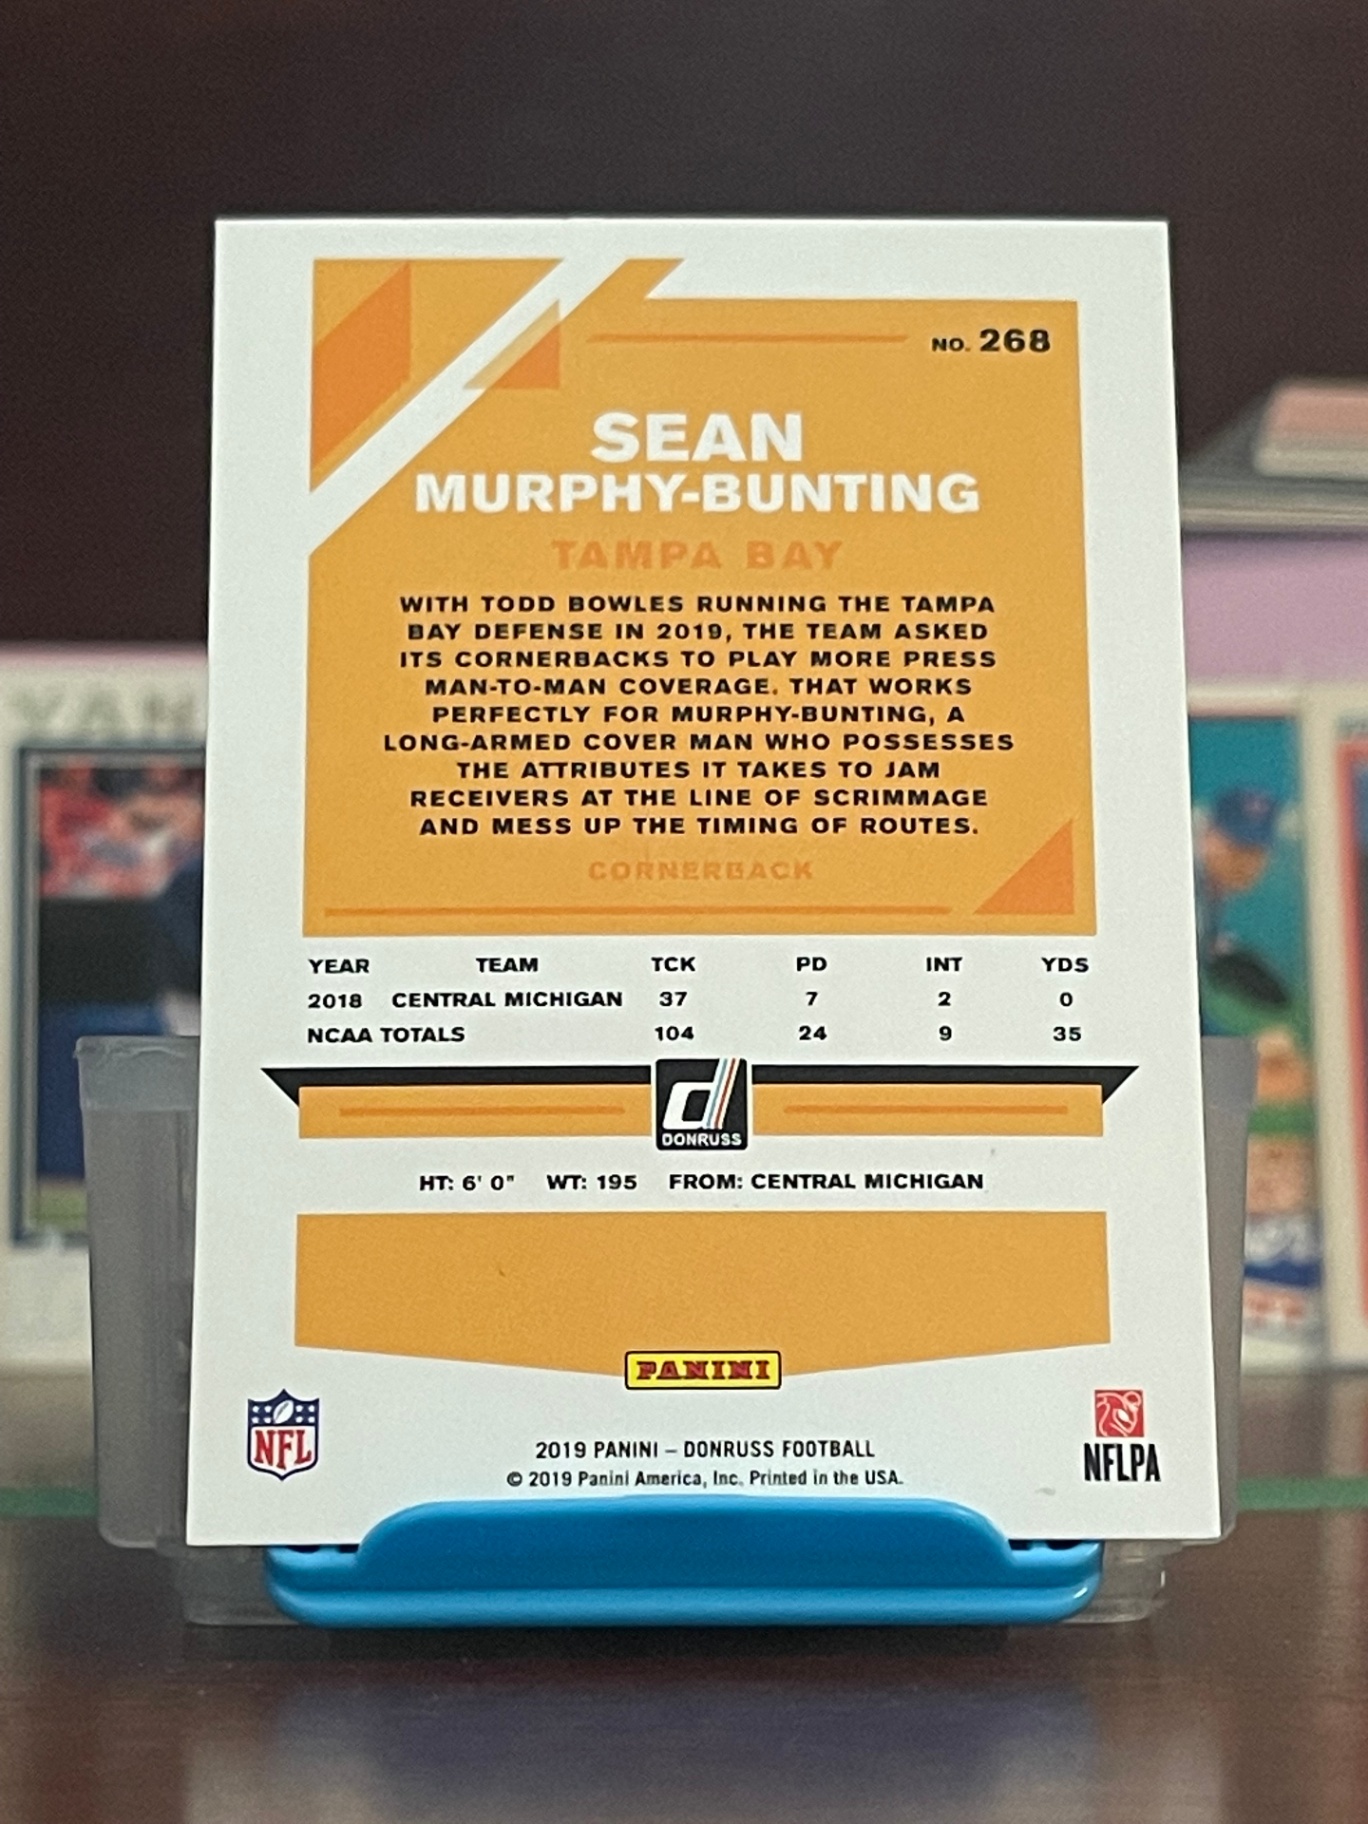 NO. 268
SEAN
MURPHY-BUNTING
TAMPA BAY
WITH TODD BOWLES RUNNING THE TAMPA
BAY DEFENSE IN 2019, THE TEAM ASKED
ITS CORNERBACKS TO PLAY MORE PRESS
MAN-TO-MAN COVERAGE. THAT WORKS
PERFECTLY FOR MURPHY-BUNTING, A
LONG-ARMED COVER MAN WHO POSSESSES
THE ATTRIBUTES IT TAKES TO JAM
RECEIVERS AT THE LINE OF SCRIMMAGE
AND MESS UP THE TIMING OF ROUTES.
CORNERBACK
YEAR TEAM TCK PD INT YDS
2018 CENTRAL MICHIGAN 37 7 2 0
NCAA TOTALS 104 24 9 35
d
DONRUSS
HT: 6' 0" WT: 195 FROM: CENTRAL MICHIGAN
PANINI
NFL
NFLPA
2019 PANINI – DONRUSS FOOTBALL
© 2019 Panini America, Inc. Printed in the USA.